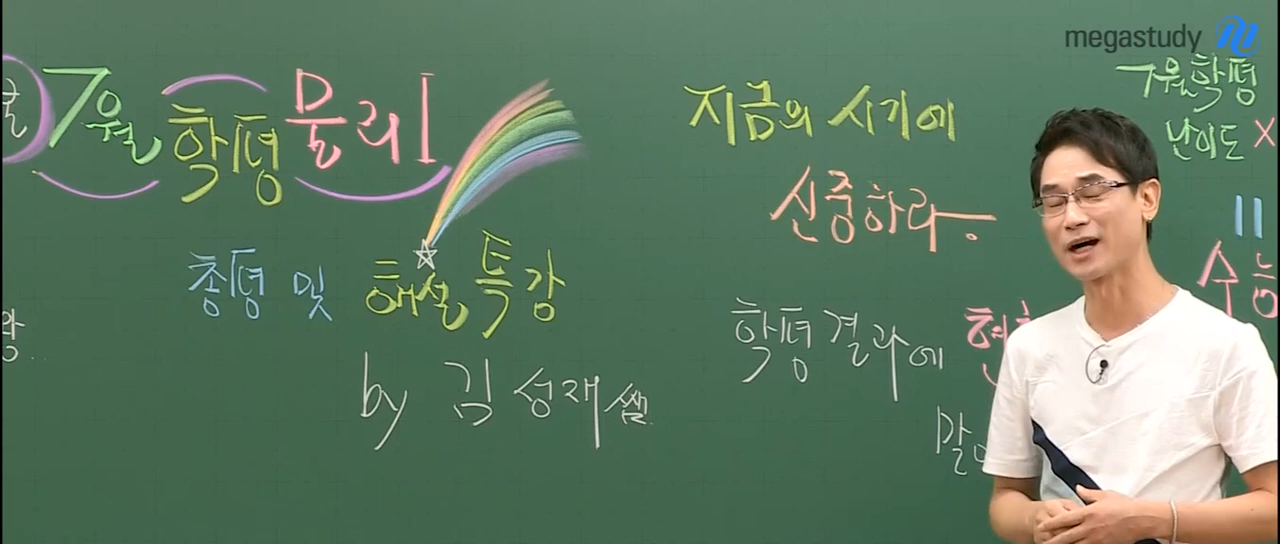 megastudy
7월 학평 물리 I
총평 및 해설 특강
by 김성재쌤
지금의 시기에
신중하라.
학평 결과에
7월학평
난이도 X
수능